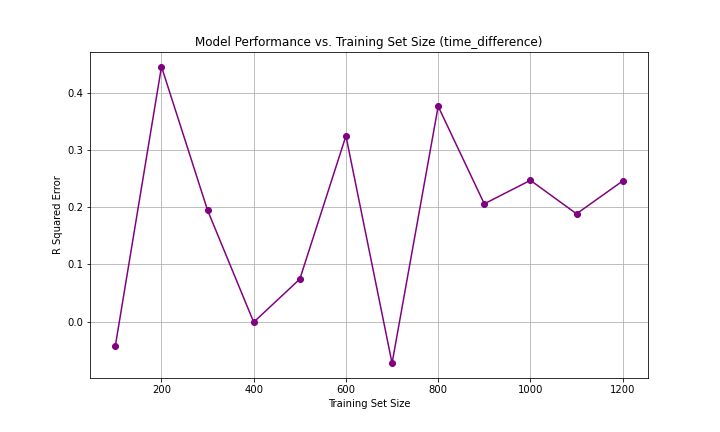 Model Performance vs. Training Set Size (time_difference)
R Squared Error
0.4
0.3
0.2
0.1
0.0
200 400 600 800 1000 1200
Training Set Size